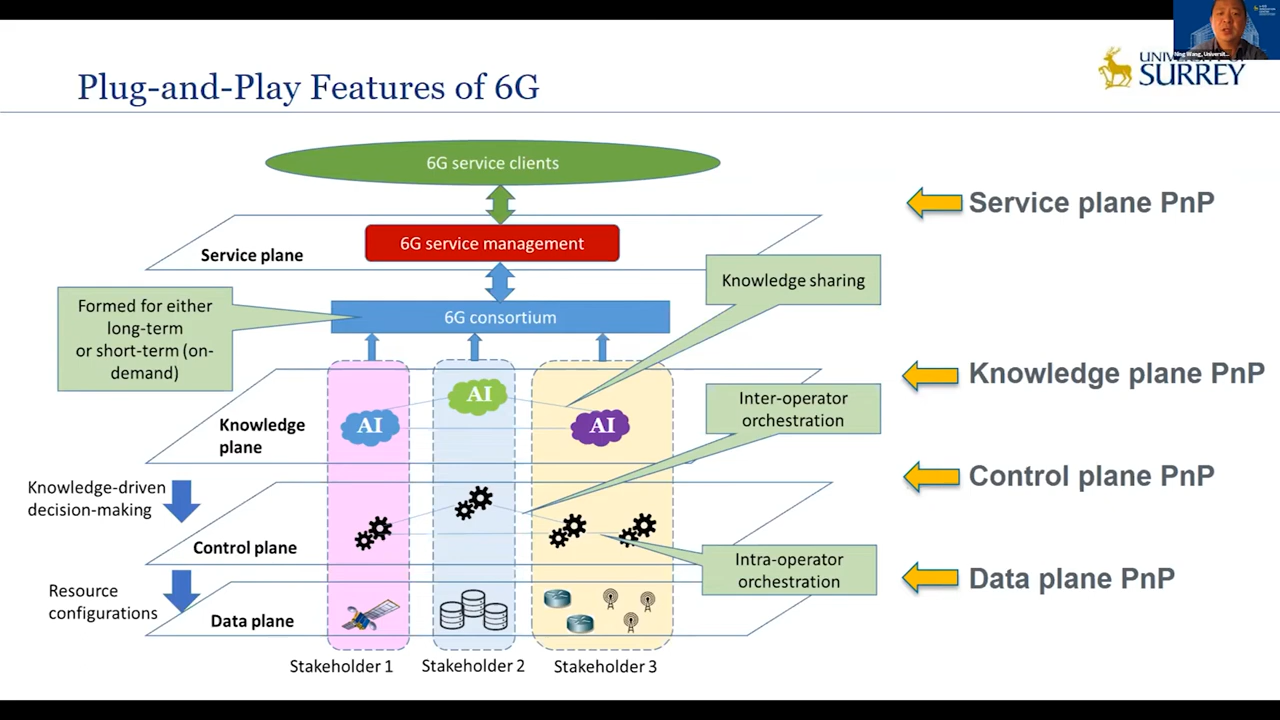 Ning Wang, Universit...
UNIVERSITY OF
SURREY
Plug-and-Play Features of 6G
6G service clients
Service plane PnP
6G service management
Service plane
Knowledge sharing
Formed for either
long-term
or short-term (on-
demand)
6G consortium
Knowledge plane PnP
AI
AI
AI
Knowledge
plane
Inter-operator
orchestration
Control plane PnP
Knowledge-driven
decision-making
Control plane
Intra-operator
orchestration
Data plane PnP
Resource
configurations
Data plane
Stakeholder 1
Stakeholder 2
Stakeholder 3